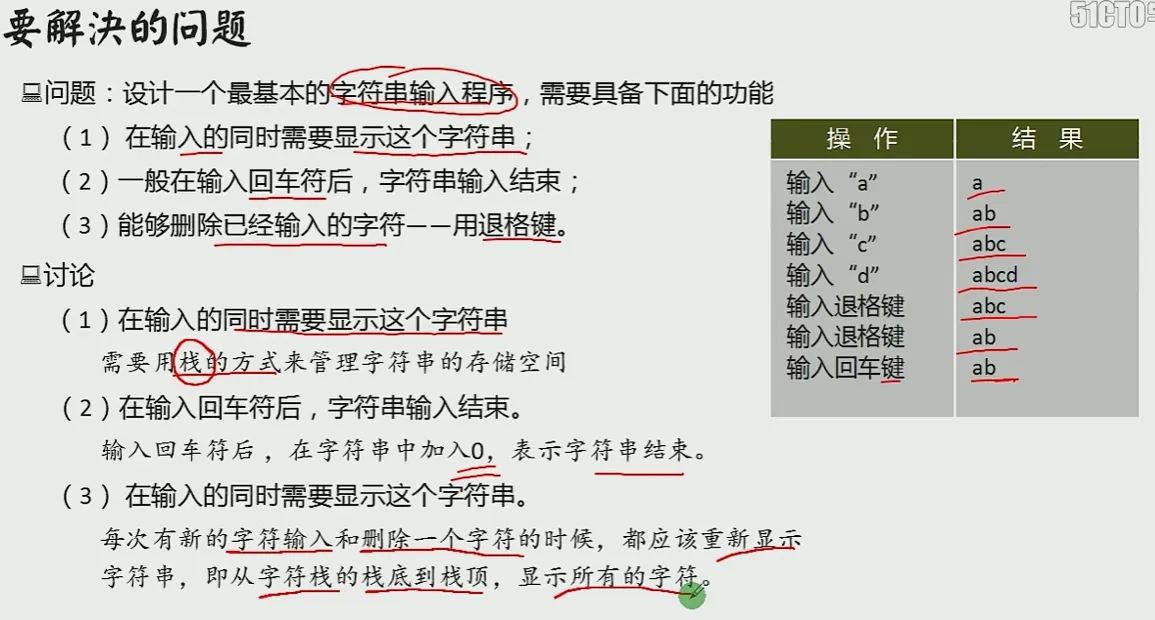 要解决的问题
51CTO
问题：设计一个最基本的字符串输入程序，需要具备下面的功能
（1）在输入的同时需要显示这个字符串；
（2）一般在输入回车符后，字符串输入结束；
（3）能够删除已经输入的字符——用退格键。
讨论
（1）在输入的同时需要显示这个字符串
需要用栈的方式来管理字符串的存储空间
（2）在输入回车符后，字符串输入结束。
输入回车符后，在字符串中加入0，表示字符串结束。
（3）在输入的同时需要显示这个字符串。
每次有新的字符输入和删除一个字符的时候，都应该重新显示
字符串，即从字符栈的栈底到栈顶，显示所有的字符。
操 作 结 果
输入“a” a
输入“b” ab
输入“c” abc
输入“d” abcd
输入退格键 abc
输入退格键 ab
输入回车键 ab